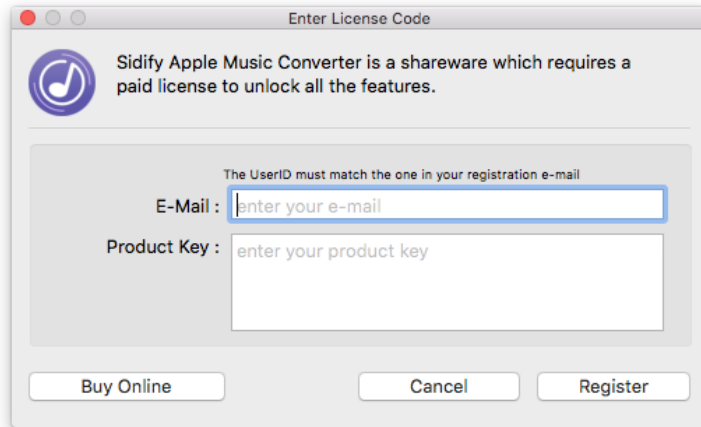 Enter License Code
Sidify Apple Music Converter is a shareware which requires a
paid license to unlock all the features.
The UserID must match the one in your registration e-mail
E-Mail :
enter your e-mail
Product Key :
enter your product key
Buy Online
Cancel
Register